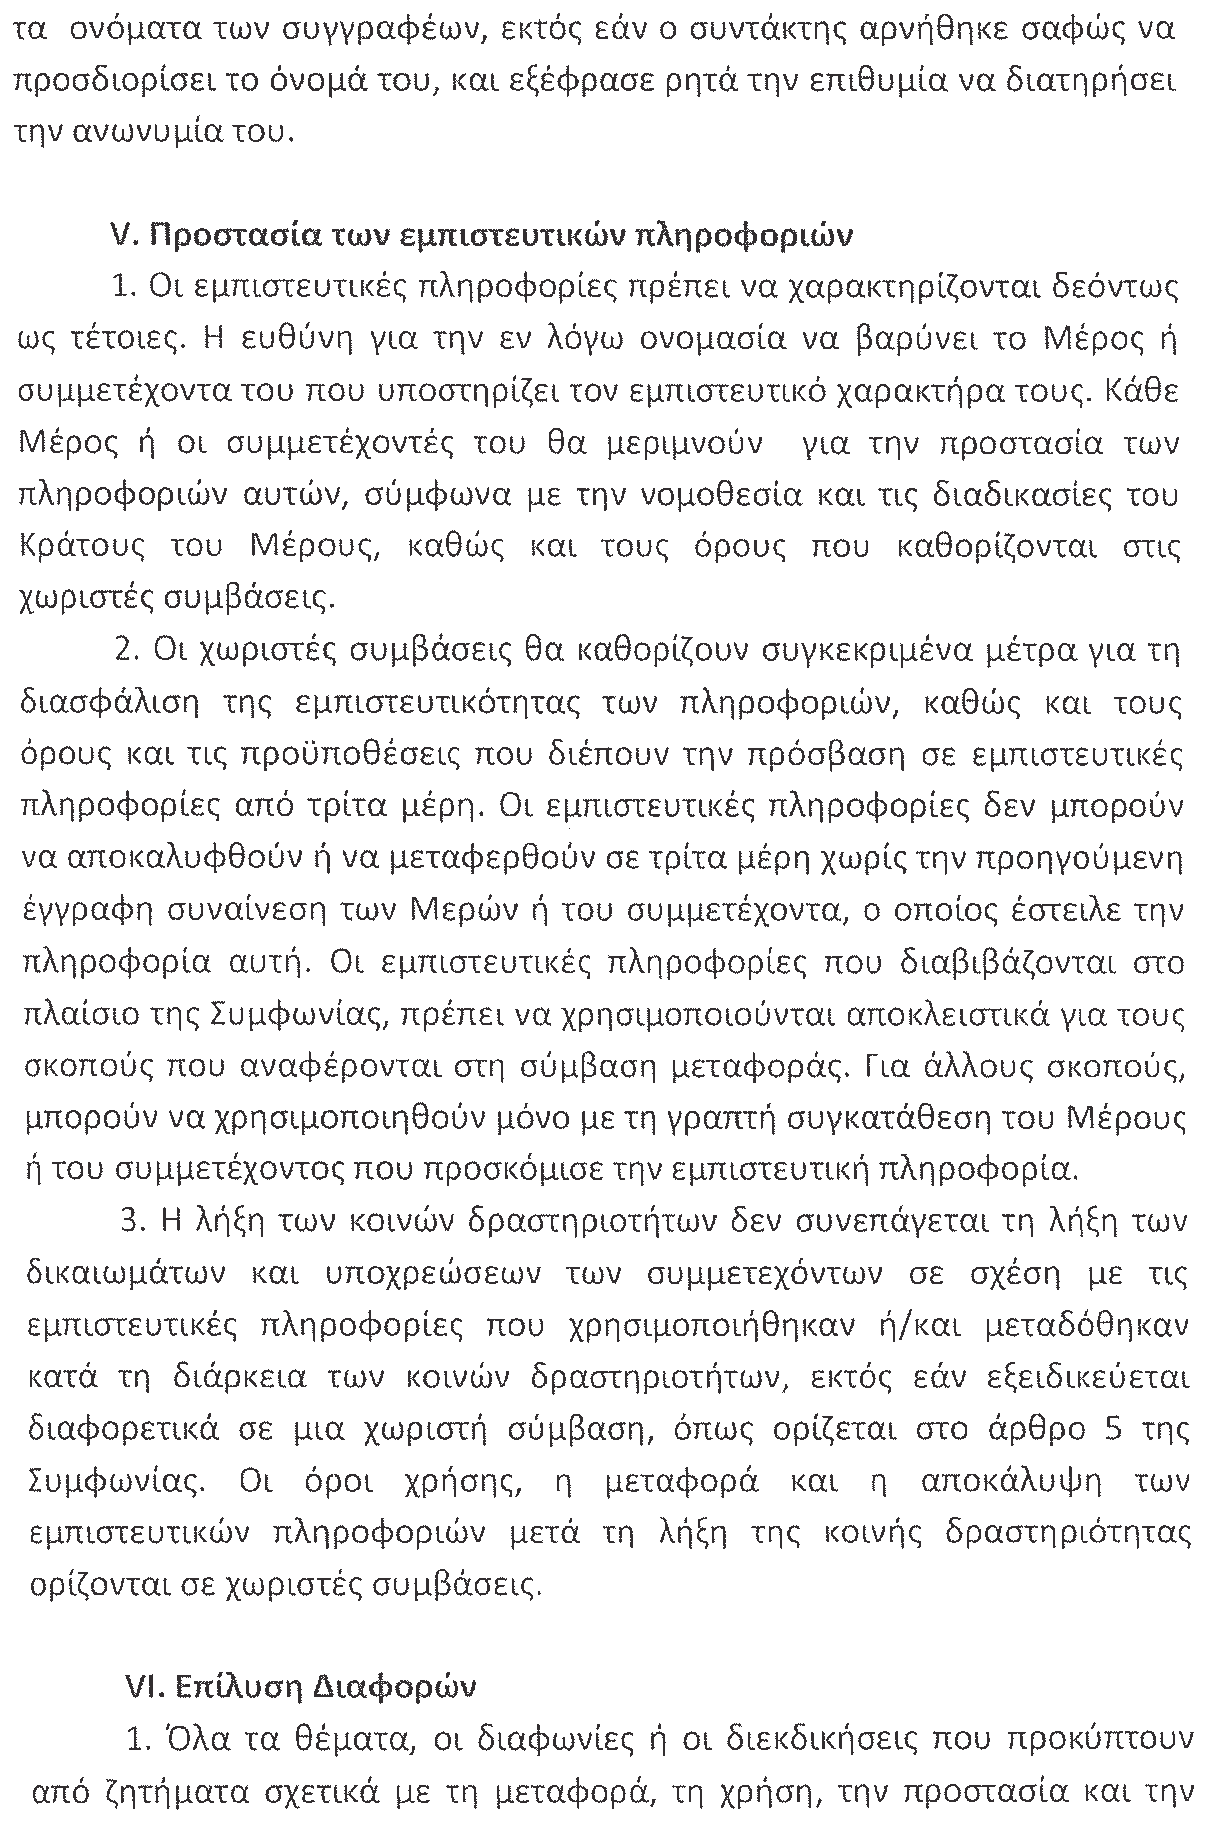 τα ονόματα των συγγραφέων, εκτός εάν ο συντάκτης αρνήθηκε σαφώς να
προσδιορίσει το όνομά του, και εξέφρασε ρητά την επιθυμία να διατηρήσει
την ανωνυμία του.
V. Προστασία των εμπιστευτικών πληροφοριών
1. Οι εμπιστευτικές πληροφορίες πρέπει να χαρακτηρίζονται δεόντως
ως τέτοιες. Η ευθύνη για την εν λόγω ονομασία να βαρύνει το Μέρος ή
συμμετέχοντα του που υποστηρίζει τον εμπιστευτικό χαρακτήρα τους. Κάθε
Μέρος ή οι συμμετέχοντές του θα μεριμνούν για την προστασία των
πληροφοριών αυτών, σύμφωνα με την νομοθεσία και τις διαδικασίες του
Κράτους του Μέρους, καθώς και τους όρους που καθορίζονται στις
χωριστές συμβάσεις.
2. Οι χωριστές συμβάσεις θα καθορίζουν συγκεκριμένα μέτρα για τη
διασφάλιση της εμπιστευτικότητας των πληροφοριών, καθώς και τους
όρους και τις προϋποθέσεις που διέπουν την πρόσβαση σε εμπιστευτικές
πληροφορίες από τρίτα μέρη. Οι εμπιστευτικές πληροφορίες δεν μπορούν
να αποκαλυφθούν ή να μεταφερθούν σε τρίτα μέρη χωρίς την προηγούμενη
έγγραφη συναίνεση των Μερών ή του συμμετέχοντα, ο οποίος έστειλε την
πληροφορία αυτή. Οι εμπιστευτικές πληροφορίες που διαβιβάζονται στο
πλαίσιο της Συμφωνίας, πρέπει να χρησιμοποιούνται αποκλειστικά για τους
σκοπούς που αναφέρονται στη σύμβαση μεταφοράς. Για άλλους σκοπούς,
μπορούν να χρησιμοποιηθούν μόνο με τη γραπτή συγκατάθεση του Μέρους
ή του συμμετέχοντος που προσκόμισε την εμπιστευτική πληροφορία.
3. Η λήξη των κοινών δραστηριοτήτων δεν συνεπάγεται τη λήξη των
δικαιωμάτων και υποχρεώσεων των συμμετεχόντων σε σχέση με τις
εμπιστευτικές πληροφορίες που χρησιμοποιήθηκαν ή/και μεταδόθηκαν
κατά τη διάρκεια των κοινών δραστηριοτήτων, εκτός εάν εξειδικεύεται
διαφορετικά σε μια χωριστή σύμβαση, όπως ορίζεται στο άρθρο 5 της
Συμφωνίας. Οι όροι χρήσης, η μεταφορά και η αποκάλυψη των
εμπιστευτικών πληροφοριών μετά τη λήξη της κοινής δραστηριότητας
ορίζονται σε χωριστές συμβάσεις.
VI. Επίλυση Διαφορών
1. Όλα τα θέματα, οι διαφωνίες ή οι διεκδικήσεις που προκύπτουν
από ζητήματα σχετικά με τη μεταφορά, τη χρήση, την προστασία και την